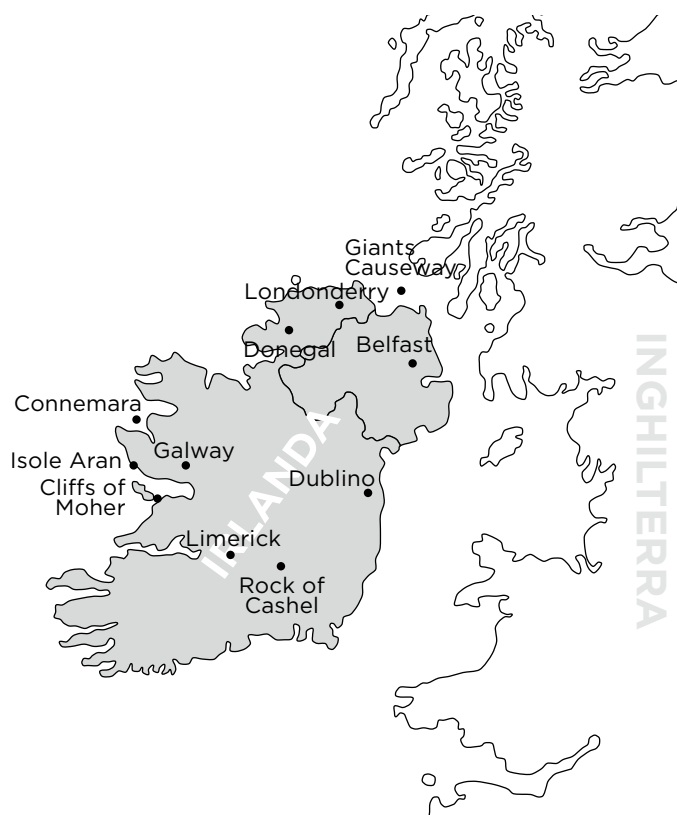 Giants
Causeway
Londonderry
Donegal
Belfast
Connemara
Galway
Isole Aran
Cliffs of
Moher
Dublino
Limerick
Rock of
Cashel
IRLANDA
INGHILTERRA